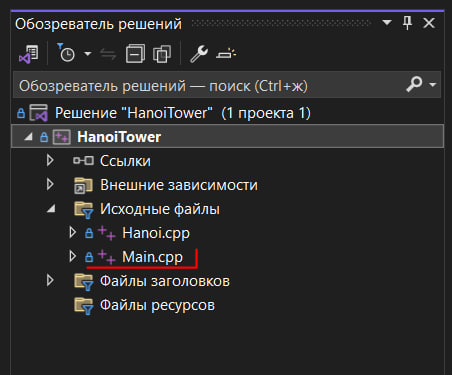 Обозреватель решений
Обозреватель решений — поиск (Ctrl+ж)
Решение "HanoiTower" (1 проекта 1)
HanoiTower
Ссылки
Внешние зависимости
Исходные файлы
Hanoi.cpp
Main.cpp
Файлы заголовков
Файлы ресурсов